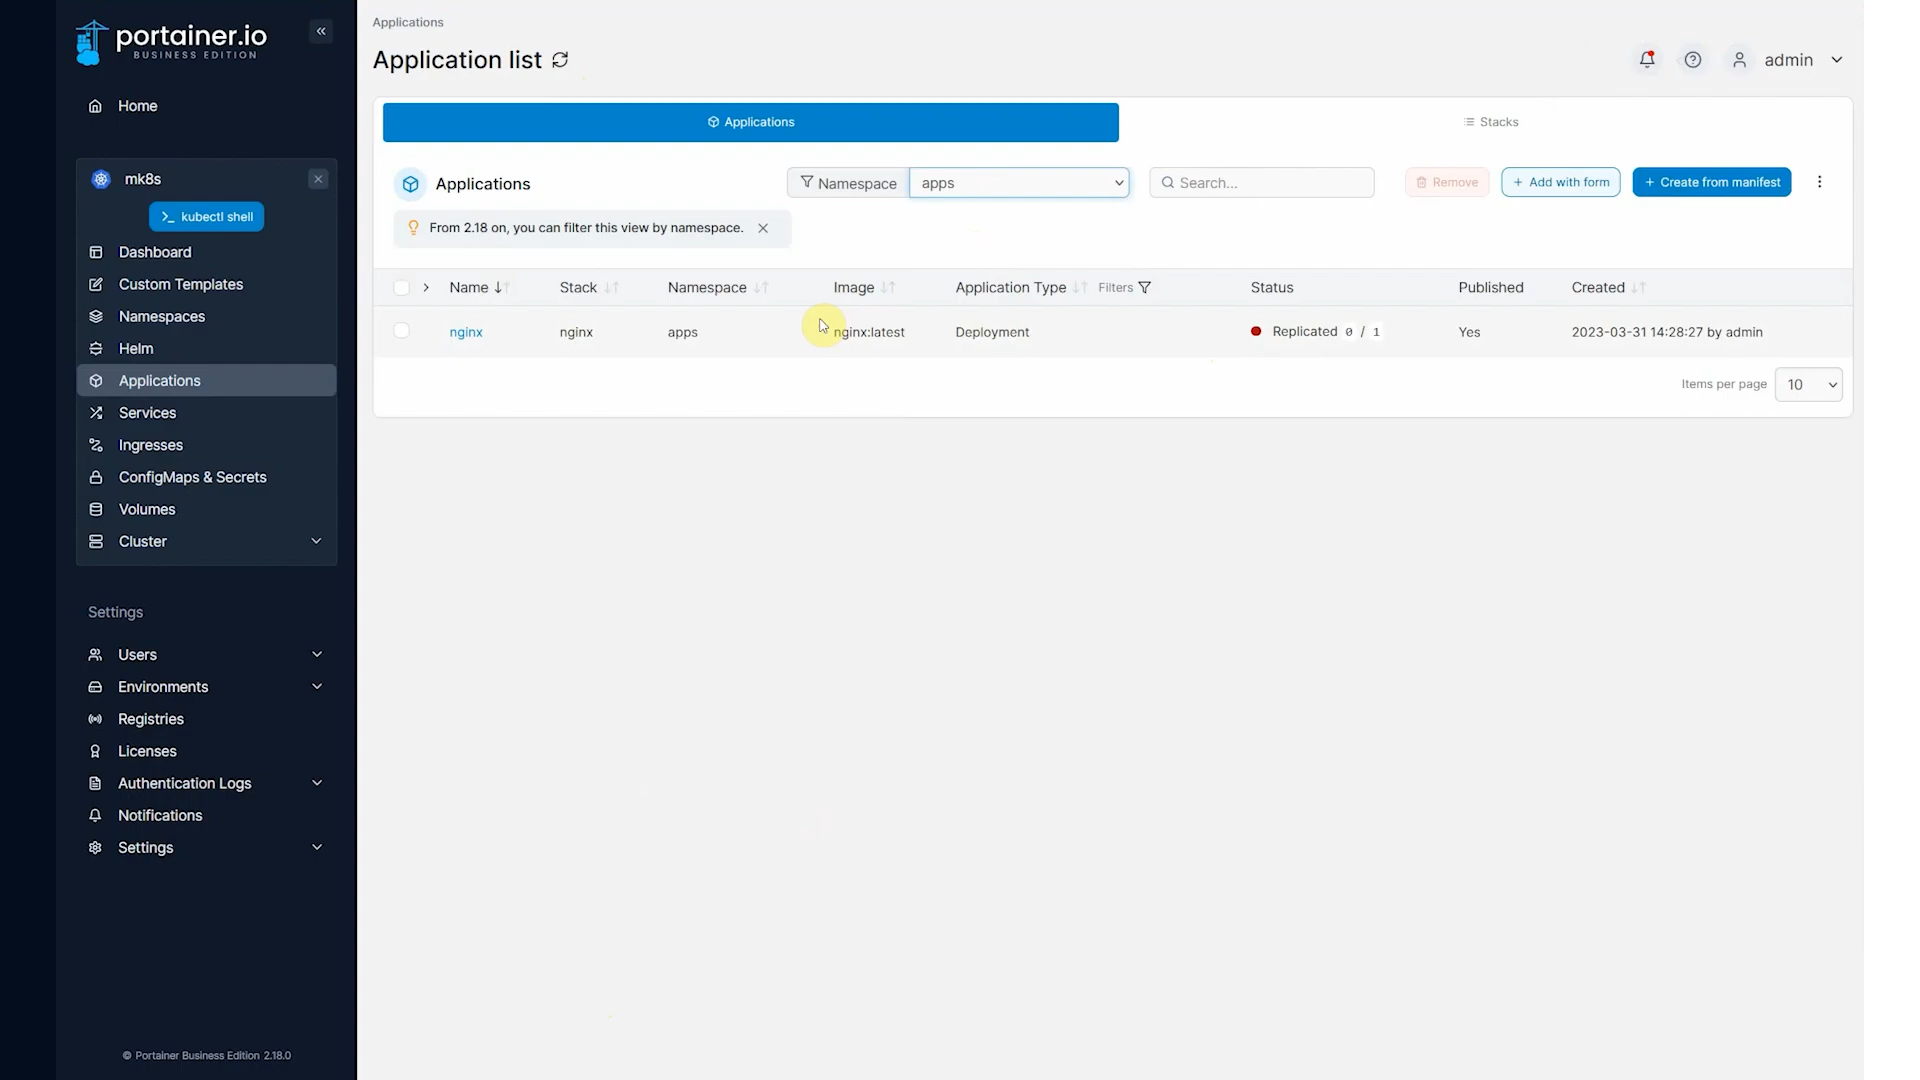 portainer.io
BUSINESS EDITION
Home
mk8s
>_ kubectl shell
Dashboard
Custom Templates
Namespaces
Helm
Applications
Services
Ingresses
ConfigMaps & Secrets
Volumes
Cluster
Settings
Users
Environments
Registries
Licenses
Authentication Logs
Notifications
Settings
© Portainer Business Edition 2.18.0
Applications
Application list
admin
Applications
Stacks
Applications
Namespace
apps
Search...
Remove
+ Add with form
+ Create from manifest
From 2.18 on, you can filter this view by namespace.
Name Stack Namespace Image Application Type Filters Status Published Created
nginx nginx apps nginx:latest Deployment Replicated 0 / 1 Yes 2023-03-31 14:28:27 by admin
Items per page 10